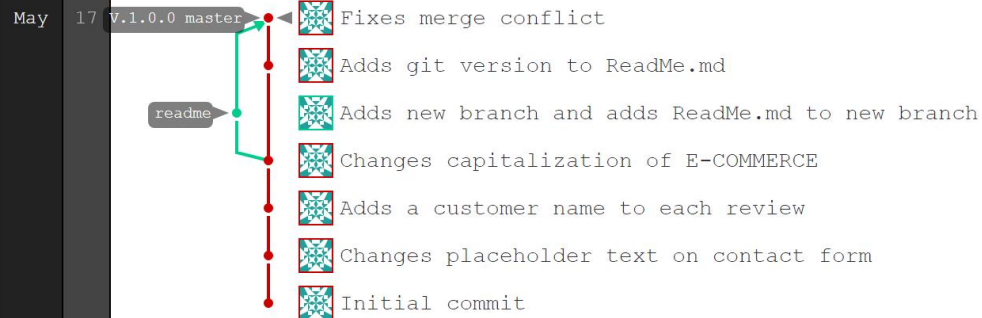 May 17 V.1.0.0 master Fixes merge conflict
Adds git version to ReadMe.md
readme Adds new branch and adds ReadMe.md to new branch
Changes capitalization of E-COMMERCE
Adds a customer name to each review
Changes placeholder text on contact form
Initial commit